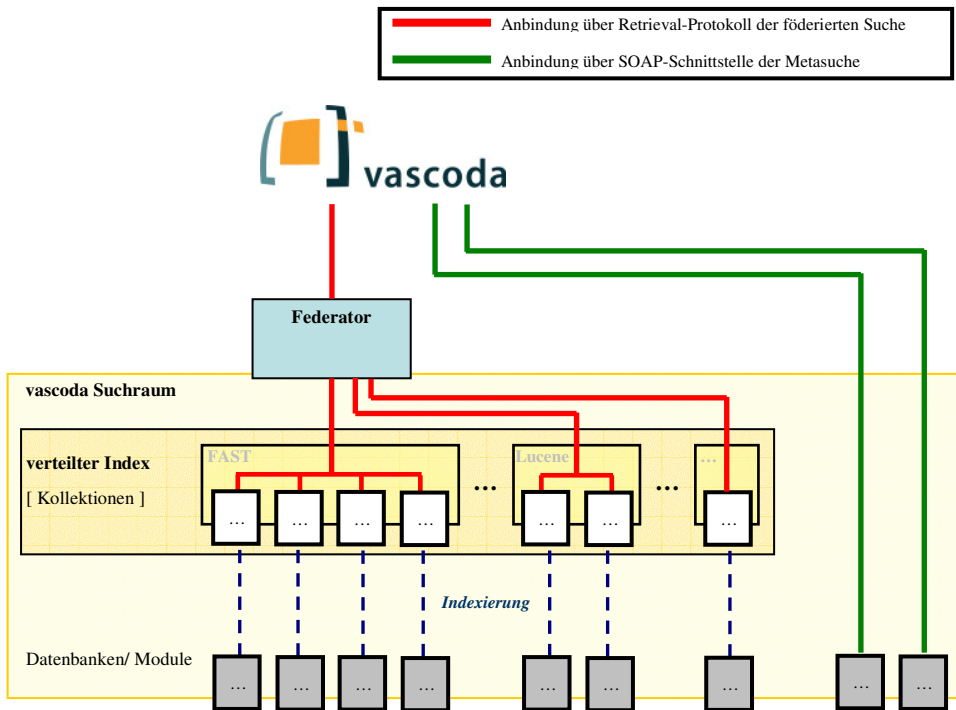 Anbindung über Retrieval-Protokoll der föderierten Suche
Anbindung über SOAP-Schnittstelle der Metasuche
vascoda
Federator
vascoda Suchraum
verteilter Index
[ Kollektionen ]
FAST
Lucene
...
...
...
... ... ... ... ... ... ...
Indexierung
Datenbanken/ Module
... ... ... ... ... ... ... ... ...